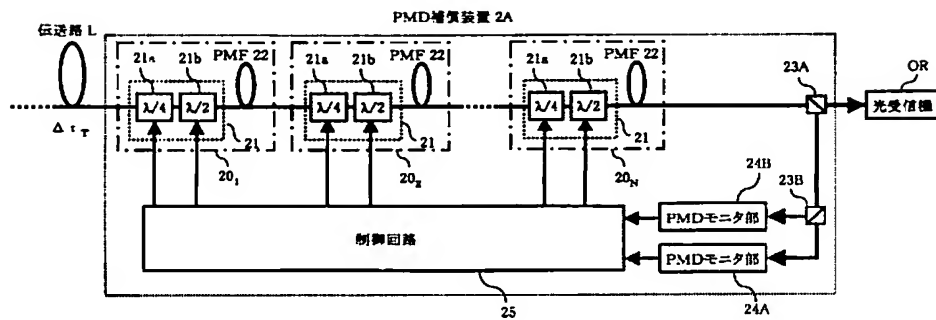 PMD補償装置 2A
伝送路 L
Δτ_T
21a 21b PMF 22
λ/4 λ/2
21
20₁
21a 21b PMF 22
λ/4 λ/2
21
20₂
21a 21b PMF 22
λ/4 λ/2
21
20_N
23A
OR
光受信機
24B
PMDモニタ部
23B
PMDモニタ部
24A
制御回路
25